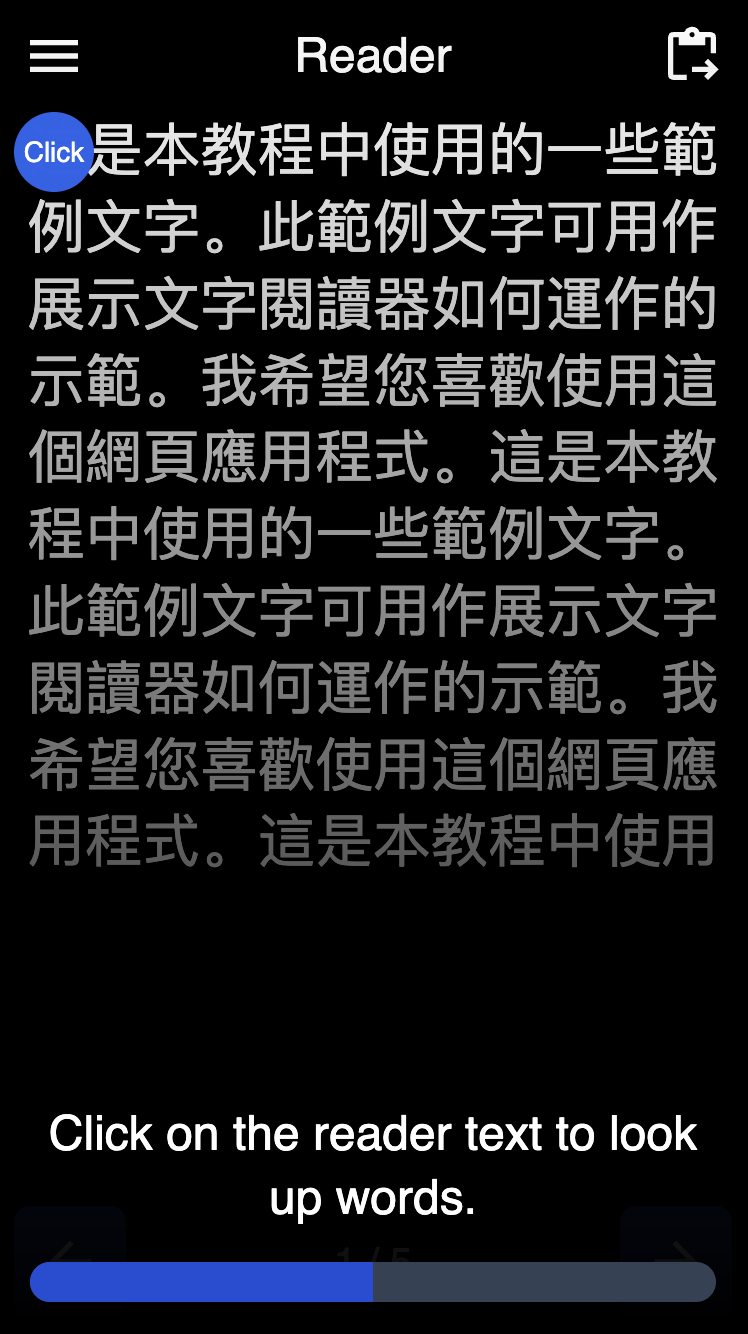 Reader
Click
是本教程中使用的一些範
例文字。此範例文字可用作
展示文字閱讀器如何運作的
示範。我希望您喜歡使用這
個網頁應用程式。這是本教
程中使用的一些範例文字。
此範例文字可用作展示文字
閱讀器如何運作的示範。我
希望您喜歡使用這個網頁應
用程式。這是本教程中使用
Click on the reader text to look
up words.
1 / 5